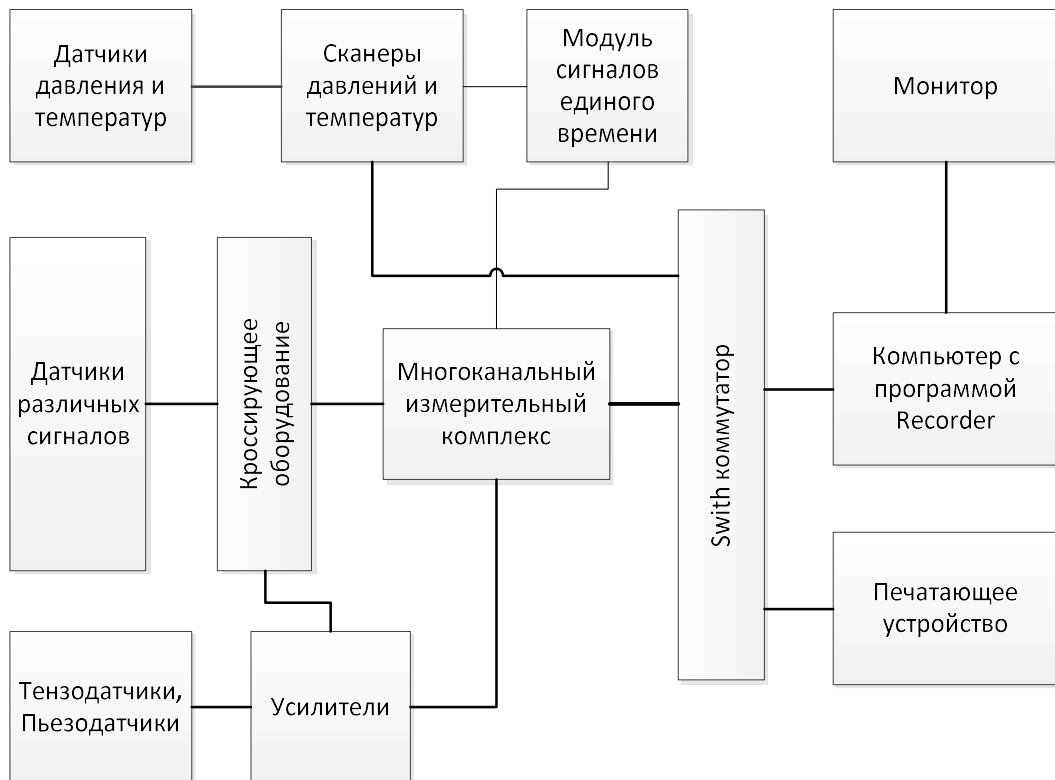 Датчики
давления и
температур
Сканеры
давлений и
температур
Модуль
сигналов
единого
времени
Монитор
Датчики
различных
сигналов
Кроссирующее
оборудование
Многоканальный
измерительный
комплекс
Swith коммутатор
Компьютер с
программой
Recorder
Печатающее
устройство
Тензодатчики,
Пьезодатчики
Усилители